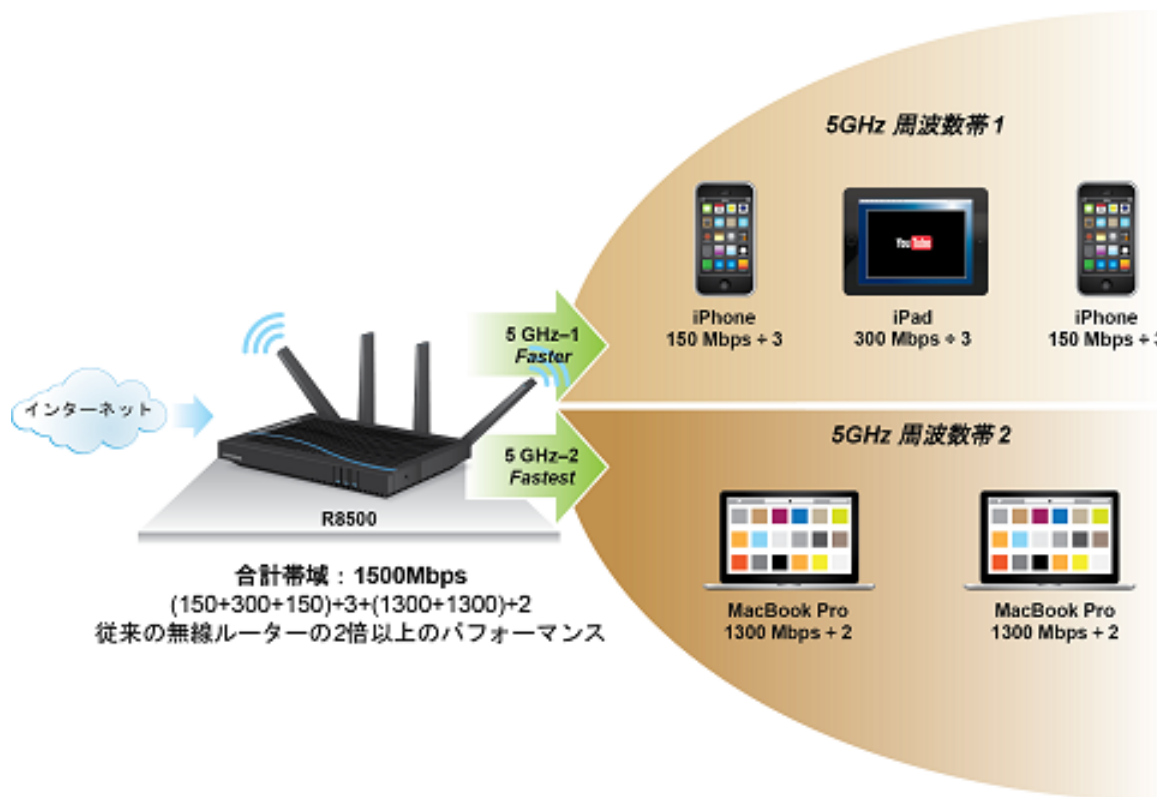 5GHz 周波数帯 1
iPhone
150 Mbps ÷ 3
iPad
300 Mbps ÷ 3
iPhone
150 Mbps ÷ 3
You Tube
5 GHz–1
Faster
インターネット
5 GHz–2
Fastest
R8500
5GHz 周波数帯 2
MacBook Pro
1300 Mbps ÷ 2
MacBook Pro
1300 Mbps ÷ 2
合計帯域：1500Mbps
(150+300+150)÷3+(1300+1300)÷2
従来の無線ルーターの2倍以上のパフォーマンス